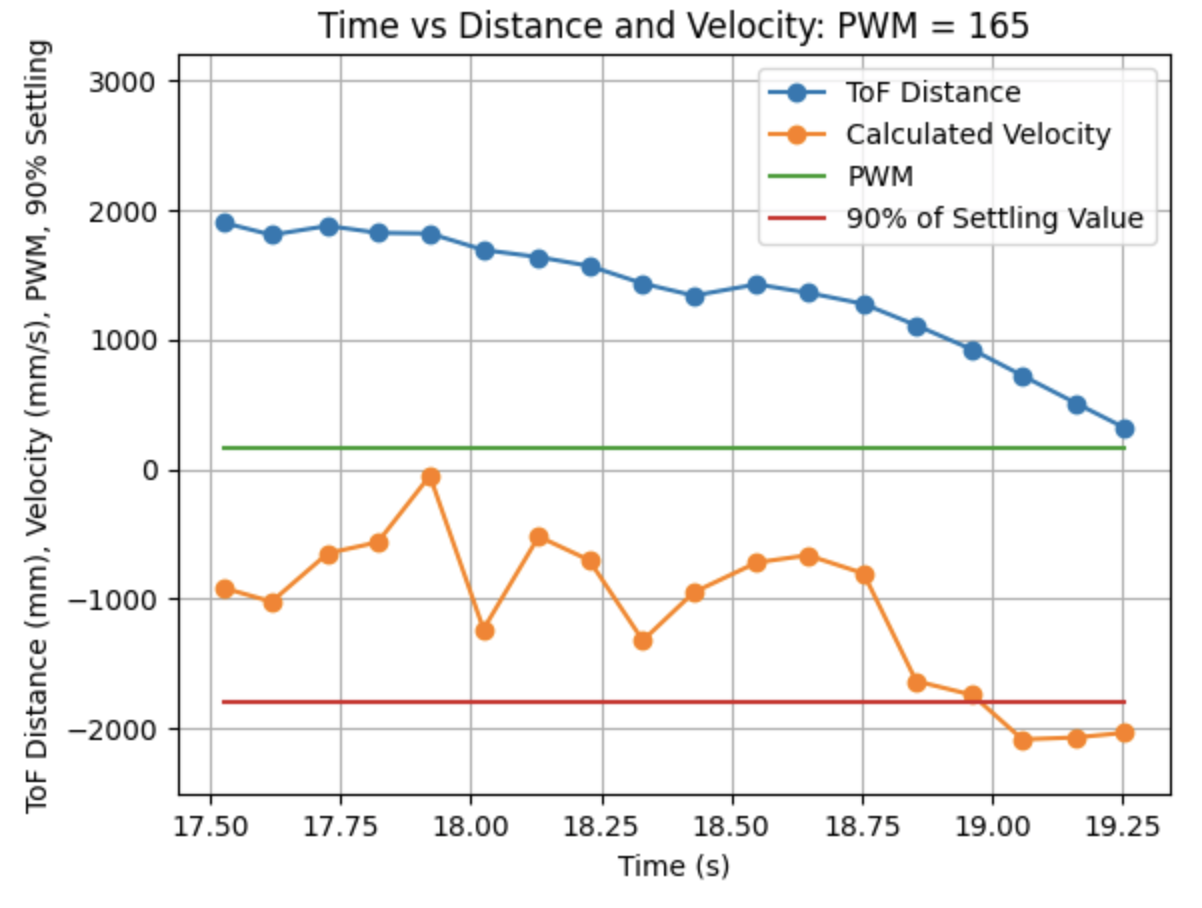 Time vs Distance and Velocity: PWM = 165
ToF Distance (mm), Velocity (mm/s), PWM, 90% Settling
3000
2000
1000
0
−1000
−2000
ToF Distance
Calculated Velocity
PWM
90% of Settling Value
17.50 17.75 18.00 18.25 18.50 18.75 19.00 19.25
Time (s)